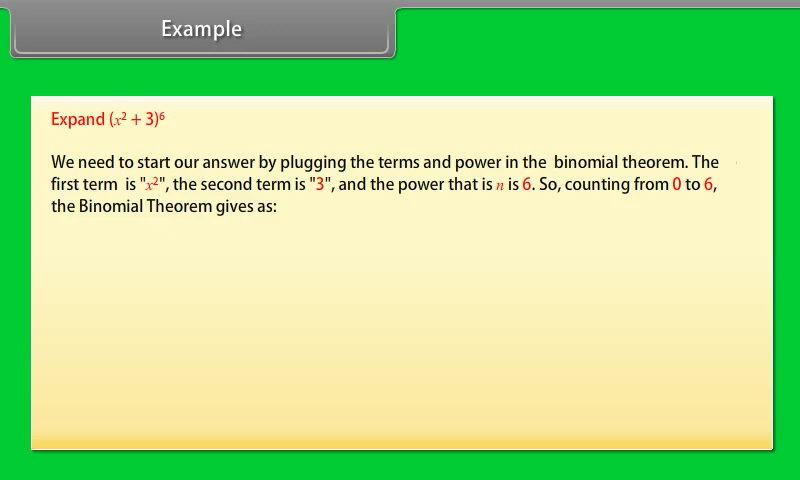 Example
Expand (x² + 3)⁶
We need to start our answer by plugging the terms and power in the binomial theorem. The
first term is "x²", the second term is "3", and the power that is n is 6. So, counting from 0 to 6,
the Binomial Theorem gives as: